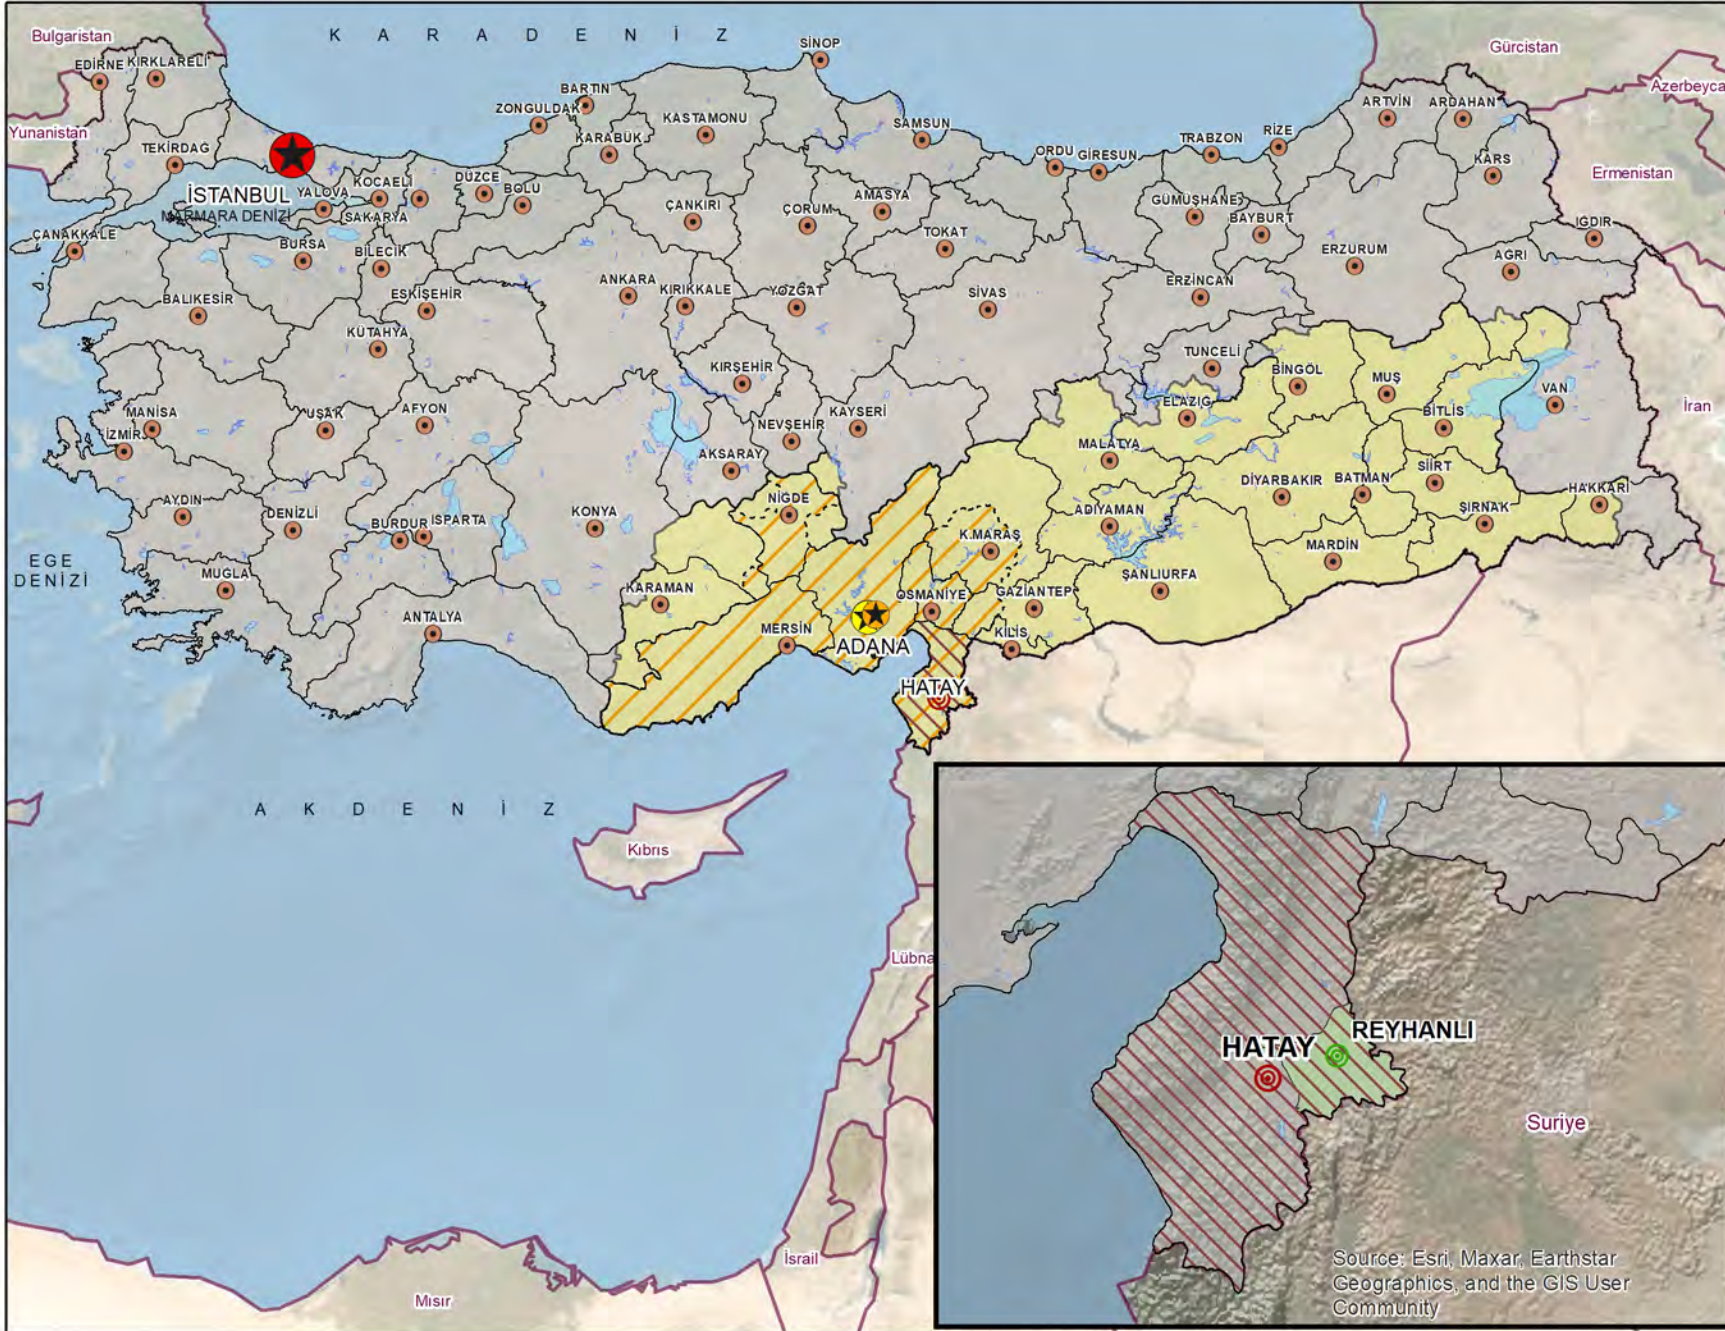 Bulgaristan
K A R A D E N İ Z
SİNOP
Gürcistan
EDİRNE
KIRKLARELİ
Azerbeyca
BARTIN
ZONGULDAK
KASTAMONU
SAMSUN
ARTVİN
ARDAHAN
Yunanistan
TEKİRDAĞ
KARABÜK
ORDU
GİRESUN
TRABZON
RİZE
KARS
Ermenistan
İSTANBUL
YALOVA
KOCAELİ
DÜZCE
BOLU
MARMARA DENİZİ
SAKARYA
ÇANKIRI
ÇORUM
AMASYA
GÜMÜŞHANE
BAYBURT
IGDIR
ÇANAKKALE
BURSA
BİLECİK
TOKAT
ERZURUM
AGRI
BALIKESİR
ESKİŞEHİR
ANKARA
KIRIKKALE
YOZGAT
SİVAS
ERZİNCAN
KÜTAHYA
KIRŞEHİR
TUNCELİ
BİNGÖL
MUŞ
VAN
İran
MANİSA
UŞAK
AFYON
NEVŞEHİR
KAYSERİ
ELAZIG
BİTLİS
İZMİR
AKSARAY
MALATYA
DİYARBAKIR
BATMAN
SİİRT
AYDIN
DENİZLİ
BURDUR
ISPARTA
KONYA
NİGDE
K.MARAŞ
ADIYAMAN
ŞIRNAK
HAKKARİ
EGE
DENİZİ
MUGLA
KARAMAN
OSMANİYE
GAZİANTEP
ŞANLIURFA
MARDİN
ANTALYA
MERSİN
ADANA
KİLİS
HATAY
A K D E N İ Z
Kıbrıs
Lübna
HATAY
REYHANLI
Suriye
İsrail
Mısır
Source: Esri, Maxar, Earthstar
Geographics, and the GIS User
Community